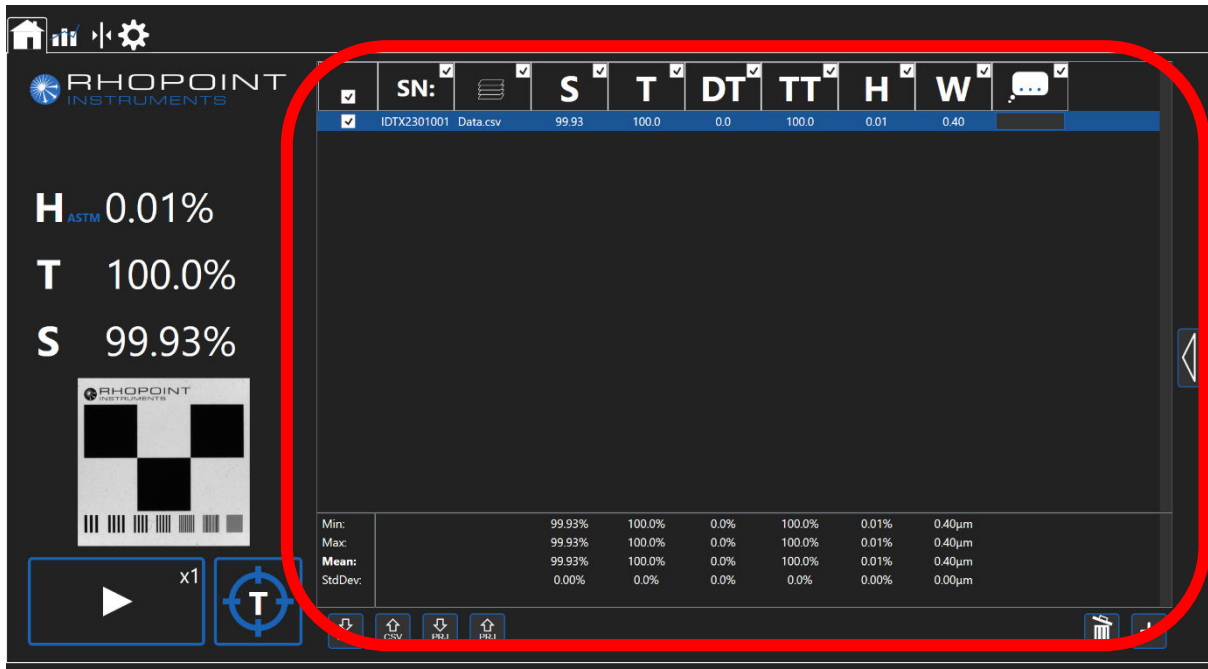 RHOPOINT
INSTRUMENTS
SN: S T DT TT H W
IDTX2301001 Data.csv 99.93 100.0 0.0 100.0 0.01 0.40
H ASTM 0.01%
T 100.0%
S 99.93%
RHOPOINT
INSTRUMENTS
Min: 99.93% 100.0% 0.0% 100.0% 0.01% 0.40µm
Max: 99.93% 100.0% 0.0% 100.0% 0.01% 0.40µm
Mean: 99.93% 100.0% 0.0% 100.0% 0.01% 0.40µm
StdDev: 0.00% 0.0% 0.0% 0.0% 0.00% 0.00µm
x1
T
CSV PRJ PRJ